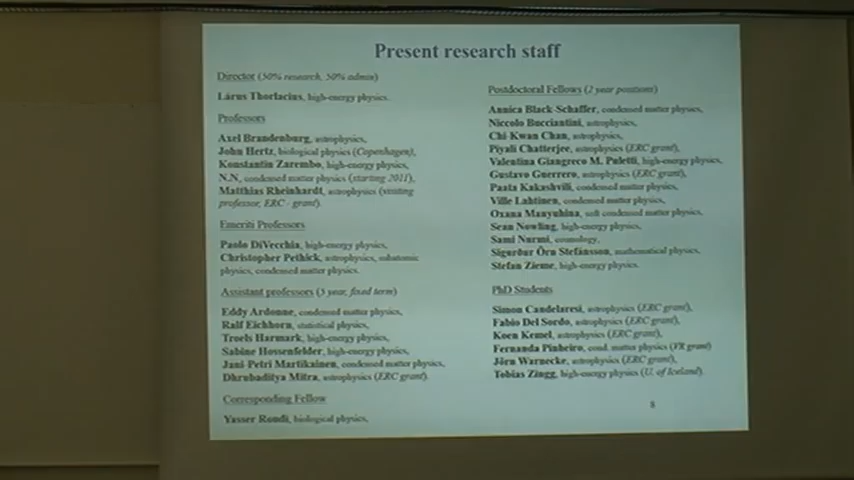 Present research staff
Director (50% research, 50% admin)
Lárus Thorlacius, high-energy physics.
Professors
Axel Brandenburg, astrophysics,
John Hertz, biological physics (Copenhagen),
Konstantin Zarembo, high-energy physics,
N.N, condensed matter physics (starting 2011),
Matthias Rheinhardt, astrophysics (visiting
professor, ERC - grant).
Emeriti Professors
Paolo DiVecchia, high-energy physics,
Christopher Pethick, astrophysics, subatomic
physics, condensed matter physics.
Assistant professors (3 year, fixed term)
Eddy Ardonne, condensed matter physics,
Ralf Eichhorn, statistical physics,
Troels Harmark, high-energy physics,
Sabine Hossenfelder, high-energy physics,
Jani-Petri Martikainen, condensed matter physics,
Dhrubaditya Mitra, astrophysics (ERC grant).
Corresponding Fellow
Yasser Roudi, biological physics,
Postdoctoral Fellows (2 year positions)
Annica Black-Schaffer, condensed matter physics,
Niccolo Bucciantini, astrophysics,
Chi-Kwan Chan, astrophysics,
Piyali Chatterjee, astrophysics (ERC grant),
Valentina Giangreco M. Puletti, high-energy physics,
Gustavo Guerrero, astrophysics (ERC grant),
Paata Kakashvili, condensed matter physics,
Ville Lahtinen, condensed matter physics,
Oxana Manyuhina, soft condensed matter physics,
Sean Nowling, high-energy physics,
Sami Nurmi, cosmology,
Sigurður Örn Stefánsson, mathematical physics,
Stefan Zieme, high-energy physics.
PhD Students
Simon Candelaresi, astrophysics (ERC grant),
Fabio Del Sordo, astrophysics (ERC grant),
Koen Kemel, astrophysics (ERC grant),
Fernanda Pinheiro, cond. matter physics (VR grant)
Jörn Warnecke, astrophysics (ERC grant),
Tobias Zingg, high-energy physics (U. of Iceland).
8